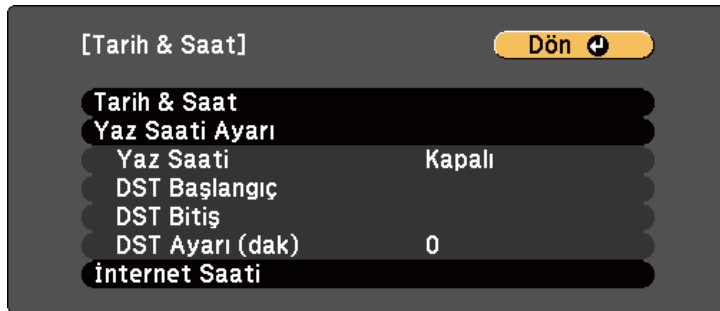 [Tarih & Saat] Dön
Tarih & Saat
Yaz Saati Ayarı
Yaz Saati Kapalı
DST Başlangıç
DST Bitiş
DST Ayarı (dak) 0
İnternet Saati